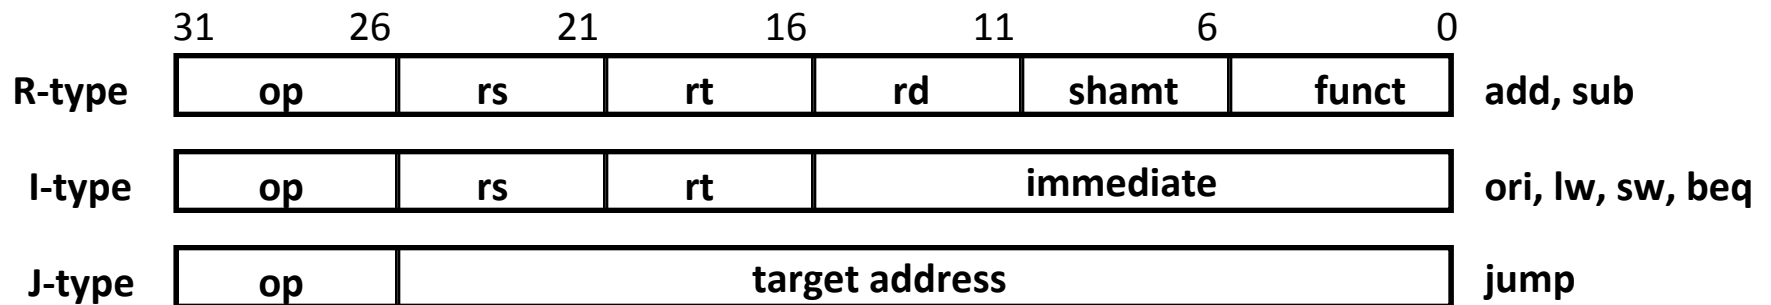 31 26 21 16 11 6 0
R-type op rs rt rd shamt funct add, sub
I-type op rs rt immediate ori, lw, sw, beq
J-type op target address jump